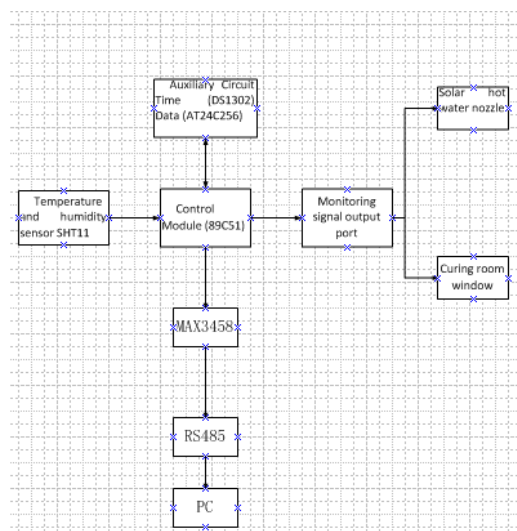 Auxiliary Circuit
Time (DS1302)
Data (AT24C256)
Solar hot
water nozzle
Temperature
and humidity
sensor SHT11
Control
Module (89C51)
Monitoring
signal output
port
Curing room
window
MAX3458
RS485
PC